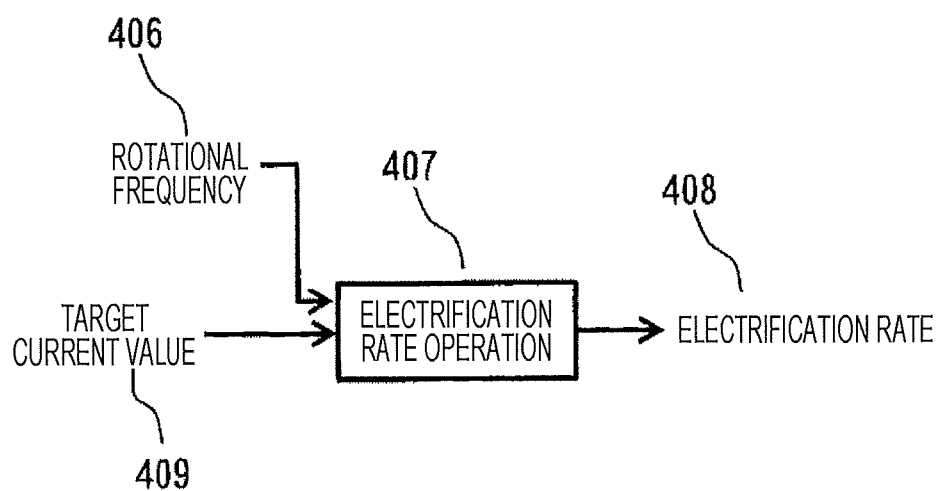 406
ROTATIONAL
FREQUENCY
407
408
ELECTRIFICATION
RATE OPERATION
ELECTRIFICATION RATE
TARGET
CURRENT VALUE
409